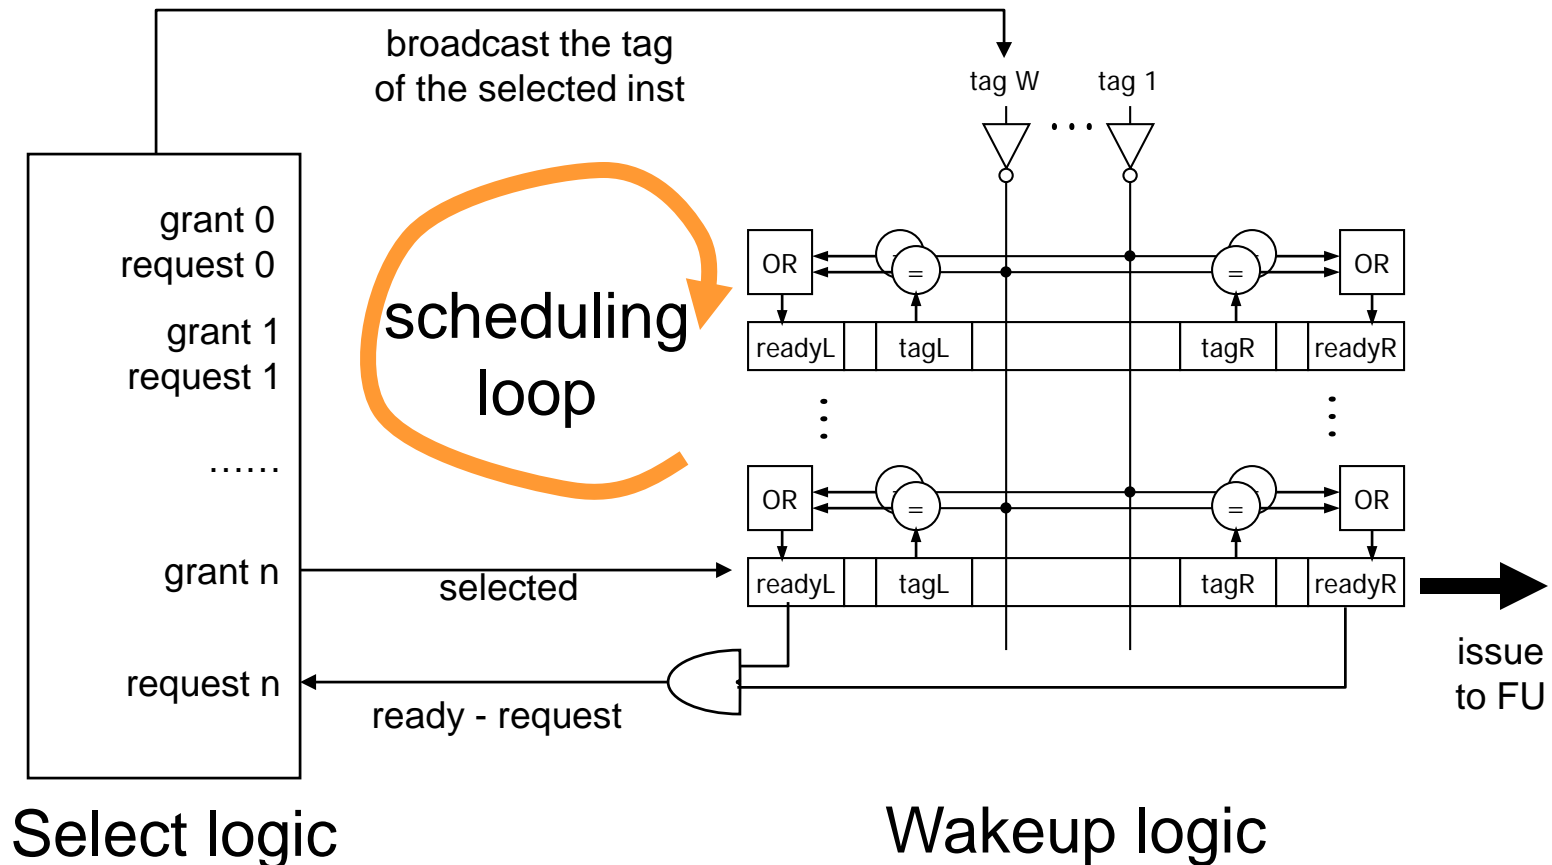 broadcast the tag
of the selected inst
tag W
tag 1
grant 0
request 0
grant 1
request 1
......
grant n
request n
scheduling
loop
OR
=
=
OR
readyL
tagL
tagR
readyR
OR
=
=
OR
readyL
tagL
tagR
readyR
selected
ready - request
issue
to FU
Select logic
Wakeup logic